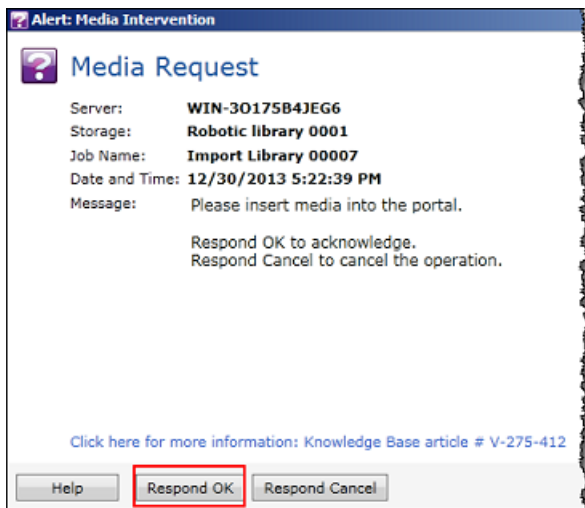 Alert: Media Intervention
Media Request
Server: WIN-3O175B4JEG6
Storage: Robotic library 0001
Job Name: Import Library 00007
Date and Time: 12/30/2013 5:22:39 PM
Message: Please insert media into the portal.
Respond OK to acknowledge.
Respond Cancel to cancel the operation.
Click here for more information: Knowledge Base article # V-275-412
Help Respond OK Respond Cancel